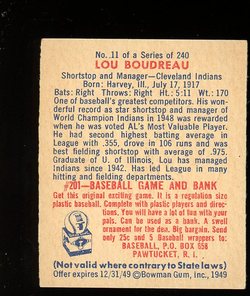 No. 11 of a Series of 240
LOU BOUDREAU
Shortstop and Manager—Cleveland Indians
Born: Harvey, Ill., July 17, 1917
Bats: Right Throws: Right Ht.: 5:11 Wt.: 170
One of baseball's greatest competitors. His won-
derful record as star shortstop and manager of
World Champion Indians in 1948 was rewarded
when he was voted AL's Most Valuable Player.
He had second highest batting average in
League with .355, drove in 106 runs and was
best fielding shortstop with average of .975.
Graduate of U. of Illinois, Lou has managed
Indians since 1942. Has led League in many
hitting and fielding departments.
#201—BASEBALL GAME AND BANK
Get this original exciting game. It is a regulation size
plastic baseball. Complete with plastic players and direc-
tions. You will have a lot of fun with your
pals. Can be used as a bank. A swell
ornament for the den. Big bargain. Send
only 25c and 5 Baseball wrappers to:
BASEBALL, P.O. BOX 658
PAWTUCKET, R. I.
(Not valid where contrary to State laws)
Offer expires 12/31/49 ©Bowman Gum, Inc., 1949